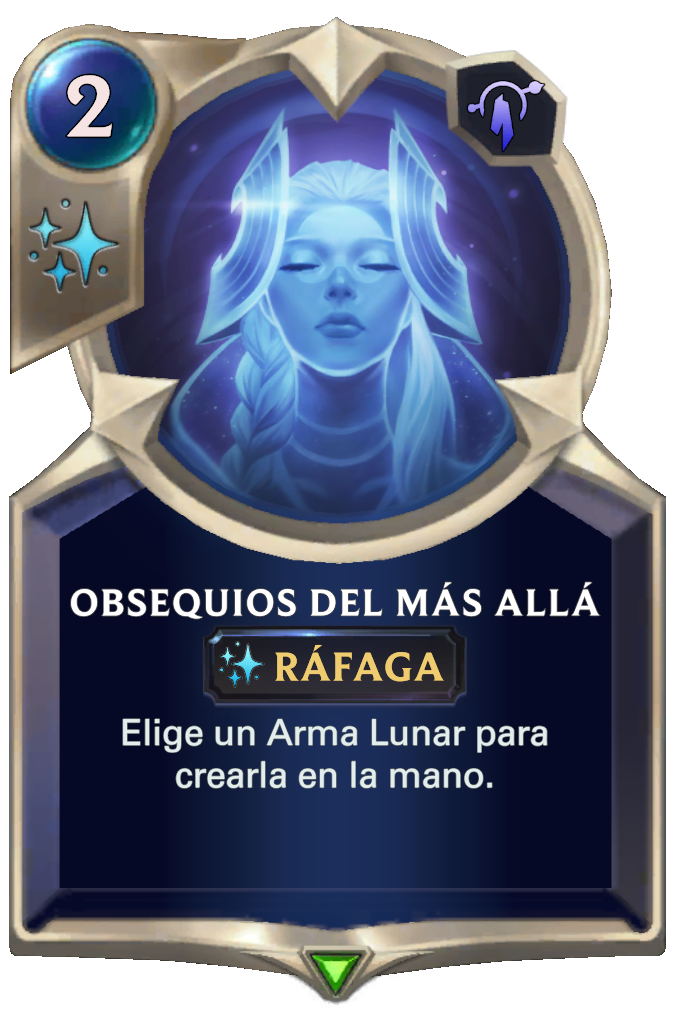 2
OBSEQUIOS DEL MÁS ALLÁ
RÁFAGA
Elige un Arma Lunar para
crearla en la mano.